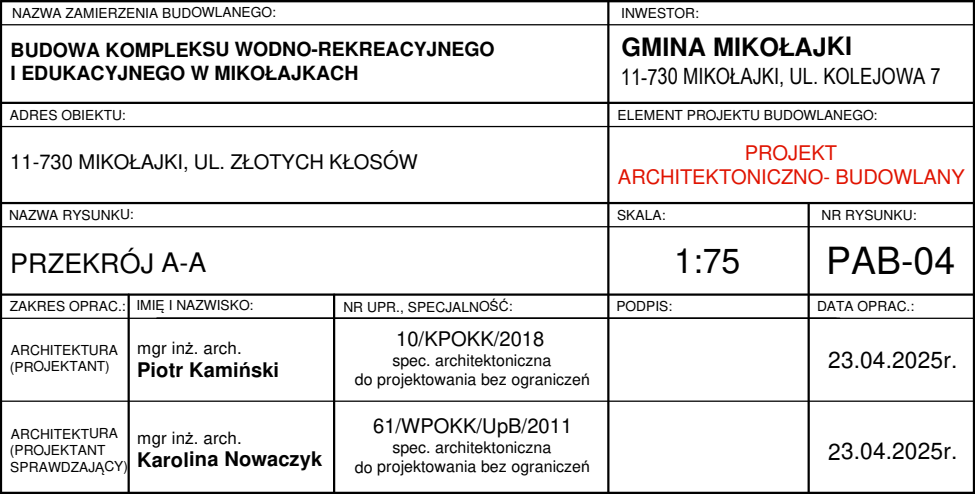 NAZWA ZAMIERZENIA BUDOWLANEGO:
BUDOWA KOMPLEKSU WODNO-REKREACYJNEGO
I EDUKACYJNEGO W MIKOŁAJKACH
INWESTOR:
GMINA MIKOŁAJKI
11-730 MIKOŁAJKI, UL. KOLEJOWA 7
ADRES OBIEKTU:
11-730 MIKOŁAJKI, UL. ZŁOTYCH KŁOSÓW
ELEMENT PROJEKTU BUDOWLANEGO:
PROJEKT
ARCHITEKTONICZNO- BUDOWLANY
NAZWA RYSUNKU:
PRZEKRÓJ A-A
SKALA:
1:75
NR RYSUNKU:
PAB-04
ZAKRES OPRAC.:
IMIĘ I NAZWISKO:
NR UPR., SPECJALNOŚĆ:
PODPIS:
DATA OPRAC.:
ARCHITEKTURA
(PROJEKTANT)
mgr inż. arch.
Piotr Kamiński
10/KPOKK/2018
spec. architektoniczna
do projektowania bez ograniczeń
23.04.2025r.
ARCHITEKTURA
(PROJEKTANT
SPRAWDZAJĄCY)
mgr inż. arch.
Karolina Nowaczyk
61/WPOKK/UpB/2011
spec. architektoniczna
do projektowania bez ograniczeń
23.04.2025r.